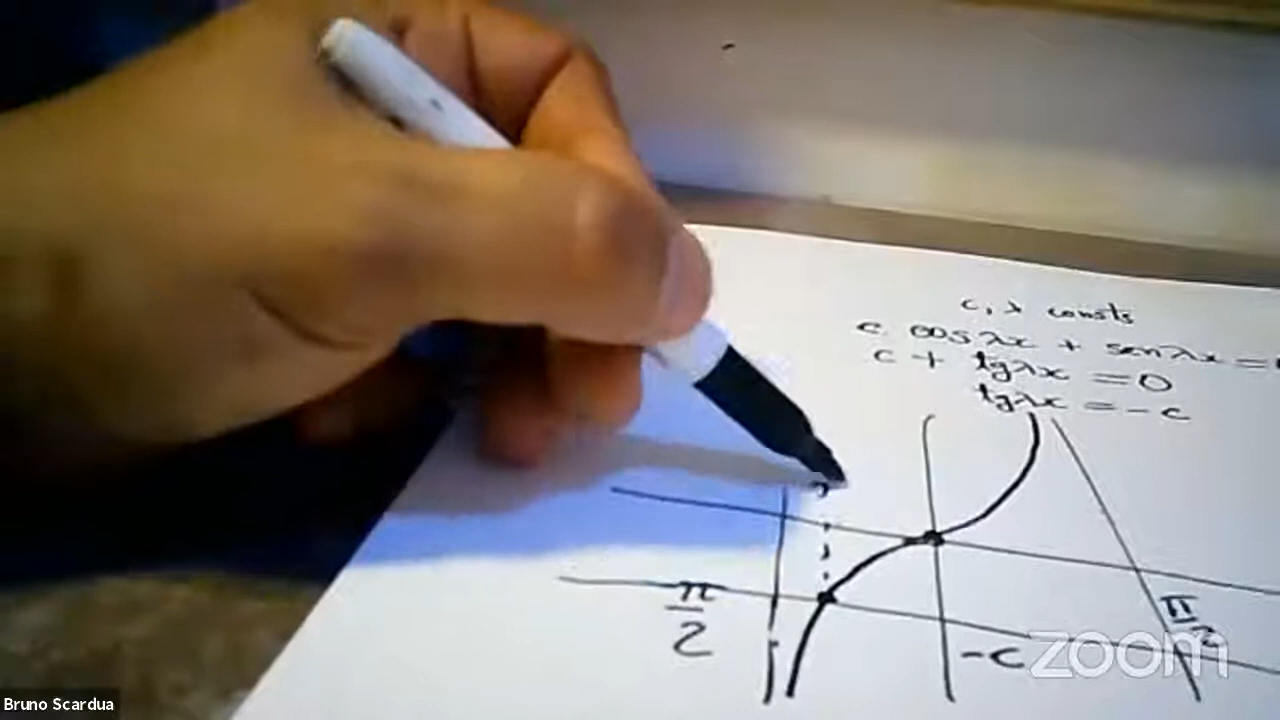 c, λ consts
c cos λx + sen λx =
c + tg λx = 0
tg λx = -c
π/2
π/2
-c
zoom
Bruno Scardua